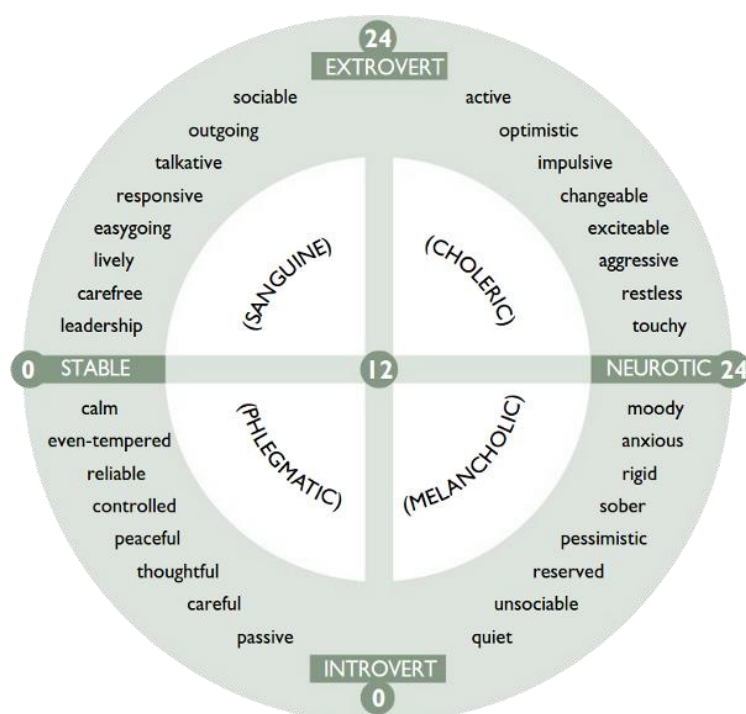 24
EXTROVERT
sociable
active
outgoing
optimistic
talkative
impulsive
responsive
changeable
easygoing
exciteable
lively
aggressive
carefree
restless
leadership
touchy
(SANGUINE)
(CHOLERIC)
0 STABLE
12
NEUROTIC 24
(PHLEGMATIC)
(MELANCHOLIC)
calm
moody
even-tempered
anxious
reliable
rigid
controlled
sober
peaceful
pessimistic
thoughtful
reserved
careful
unsociable
passive
quiet
INTROVERT
0